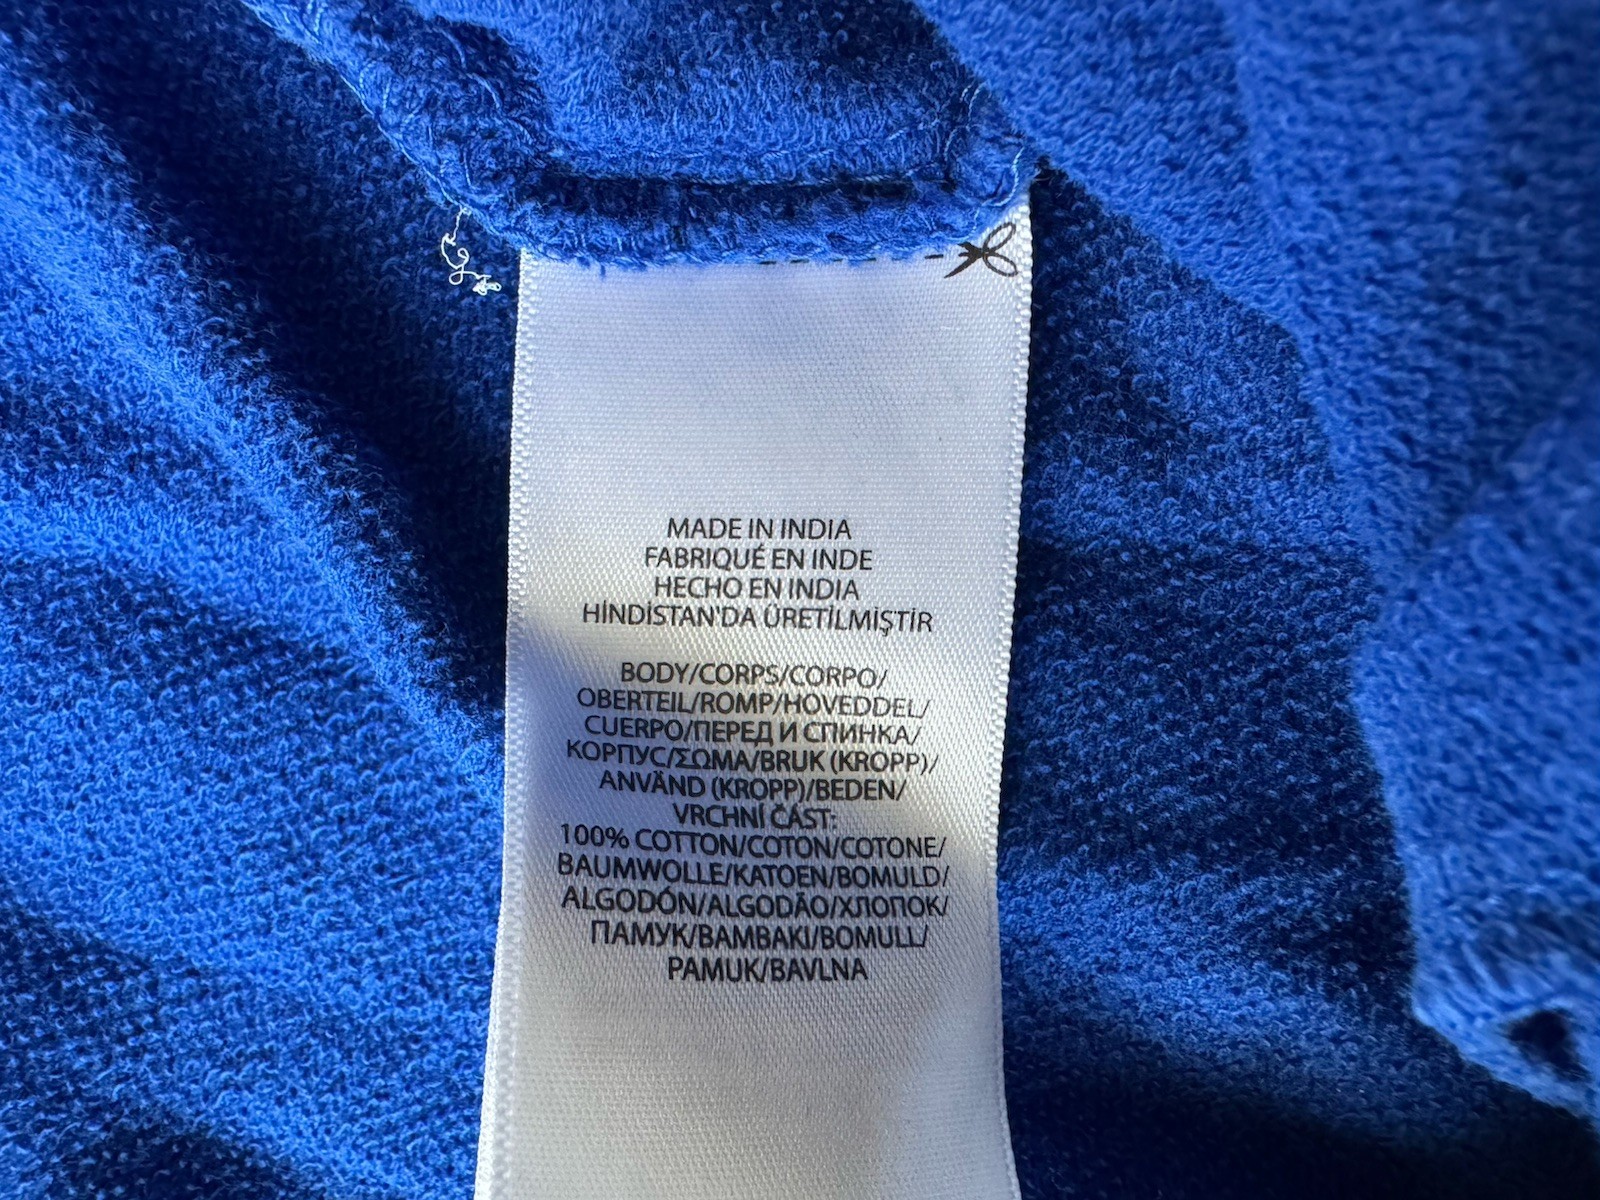 MADE IN INDIA
FABRIQUÉ EN INDE
HECHO EN INDIA
HİNDİSTAN'DA ÜRETİLMİŞTİR
BODY/CORPS/CORPO/
OBERTEIL/ROMP/HOVEDDEL/
CUERPO/ПЕРЕД И СПИНКА/
КОРПУС/ΣΩΜΑ/BRUK (KROPP)/
ANVÄND (KROPP)/BEDEN/
VRCHNÍ ČÁST:
100% COTTON/COTON/COTONE/
BAUMWOLLE/KATOEN/BOMULD/
ALGODÓN/ALGODÃO/ХЛОПОК/
ПАМУК/ΒΑΜΒΑΚΙ/BOMULL/
PAMUK/BAVLNA